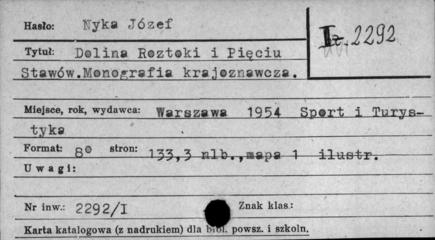 Hasło: Nyka Józef
I 2292
Tytuł: Dolina Roztoki i Pięciu
Stawów.Monografia krajoznawcza.
Miejsce, rok, wydawca: Warszawa 1954 Sport i Turys-
tyka
Format: 8° stron: 133,3 nlb.,mapa 1 ilustr.
Uwagi:
Nr inw.: 2292/I Znak klas.:
Karta katalogowa (z nadrukiem) dla bibl. powsz. i szkoln.